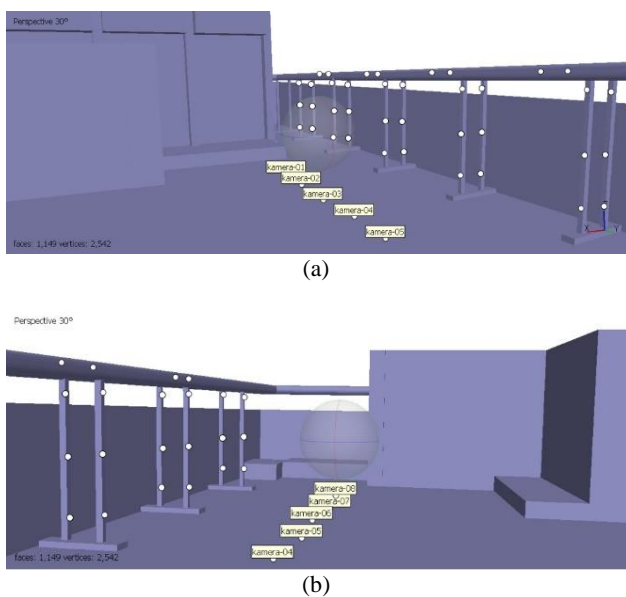 Perspective 30°
kamera-01
kamera-02
kamera-03
kamera-04
kamera-05
X
Y
faces: 1,149 vertices: 2,542
(a)
Perspective 30°
kamera-08
kamera-07
kamera-06
kamera-05
kamera-04
faces: 1,149 vertices: 2,542
(b)